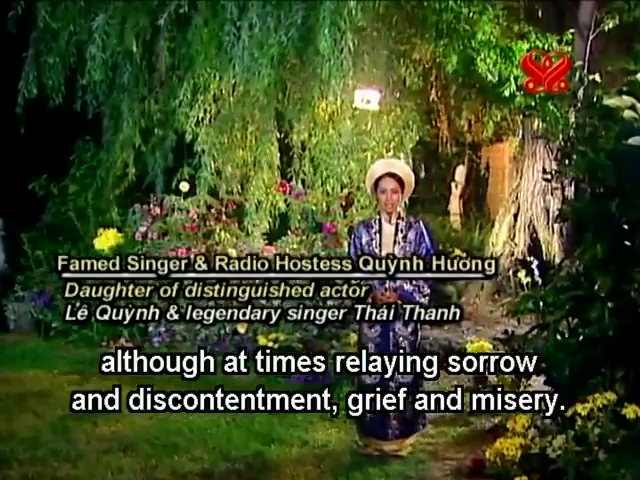 Famed Singer & Radio Hostess Quỳnh Hương
Daughter of distinguished actor
Lê Quỳnh & legendary singer Thái Thanh
although at times relaying sorrow
and discontentment, grief and misery.